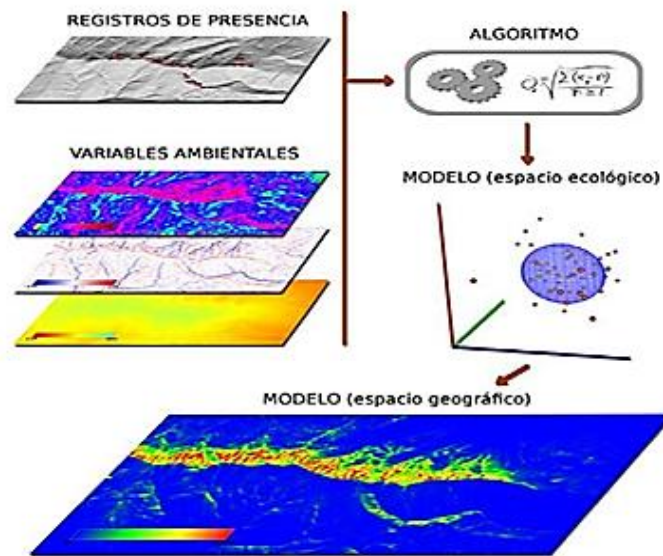 REGISTROS DE PRESENCIA
ALGORITMO
VARIABLES AMBIENTALES
MODELO (espacio ecológico)
MODELO (espacio geográfico)